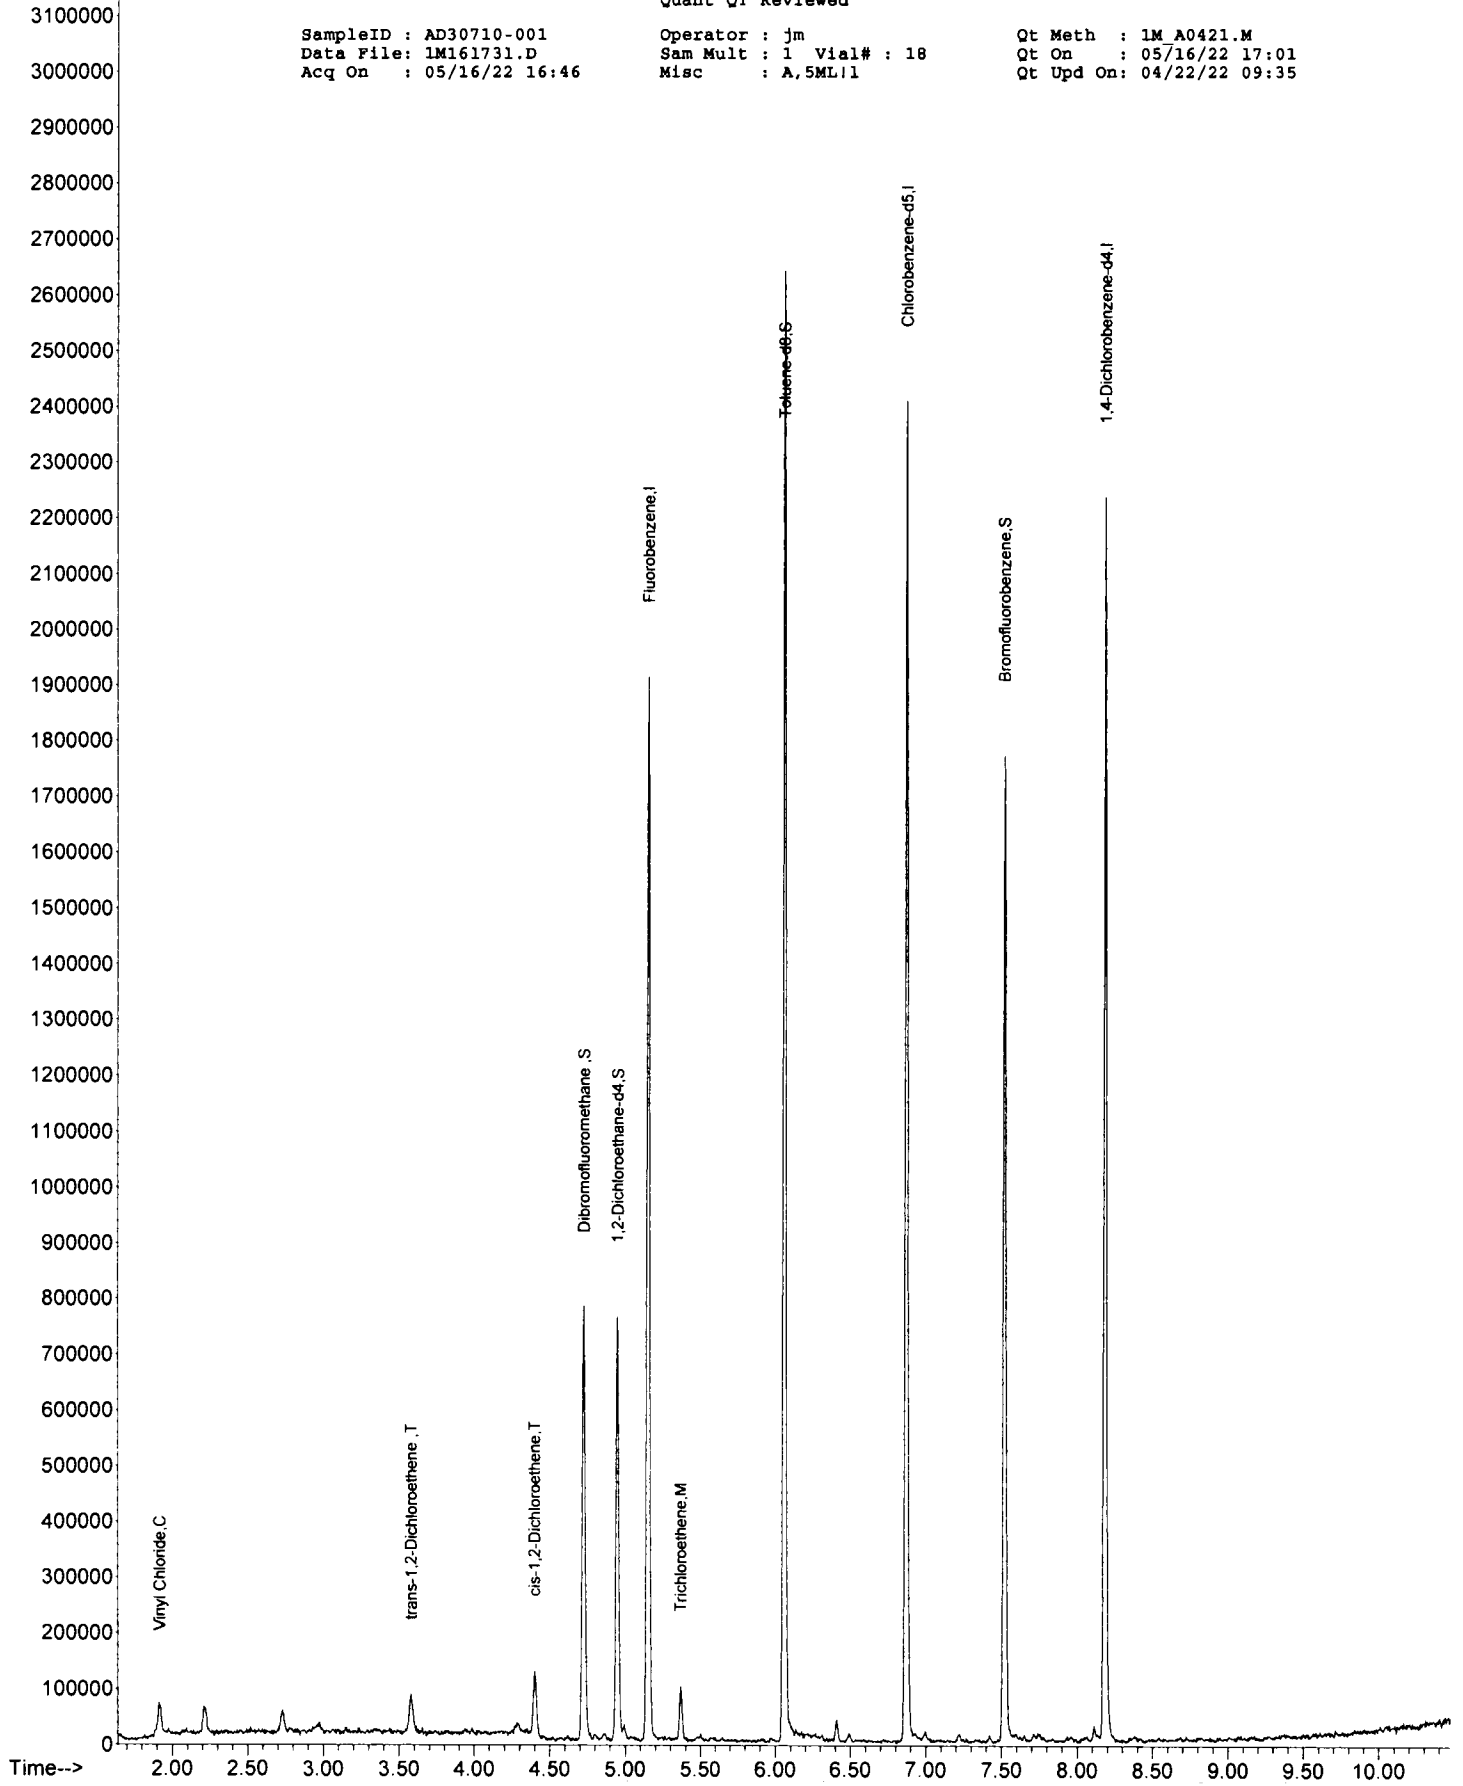 Quant QT Reviewed
SampleID : AD30710-001 Operator : jm Qt Meth : 1M_A0421.M
Data File: 1M161731.D Sam Mult : 1 Vial# : 18 Qt On : 05/16/22 17:01
Acq On : 05/16/22 16:46 Misc : A,5ML!1 Qt Upd On: 04/22/22 09:35
3100000
3000000
2900000
2800000
2700000
2600000
2500000
2400000
2300000
2200000
2100000
2000000
1900000
1800000
1700000
1600000
1500000
1400000
1300000
1200000
1100000
1000000
900000
800000
700000
600000
500000
400000
300000
200000
100000
0
Vinyl Chloride,C
trans-1,2-Dichloroethene ,T
cis-1,2-Dichloroethene,T
Dibromofluoromethane ,S
1,2-Dichloroethane-d4,S
Fluorobenzene,I
Trichloroethene,M
Toluene-d8,S
Chlorobenzene-d5,I
Bromofluorobenzene,S
1,4-Dichlorobenzene-d4,I
Time--> 2.00 2.50 3.00 3.50 4.00 4.50 5.00 5.50 6.00 6.50 7.00 7.50 8.00 8.50 9.00 9.50 10.00